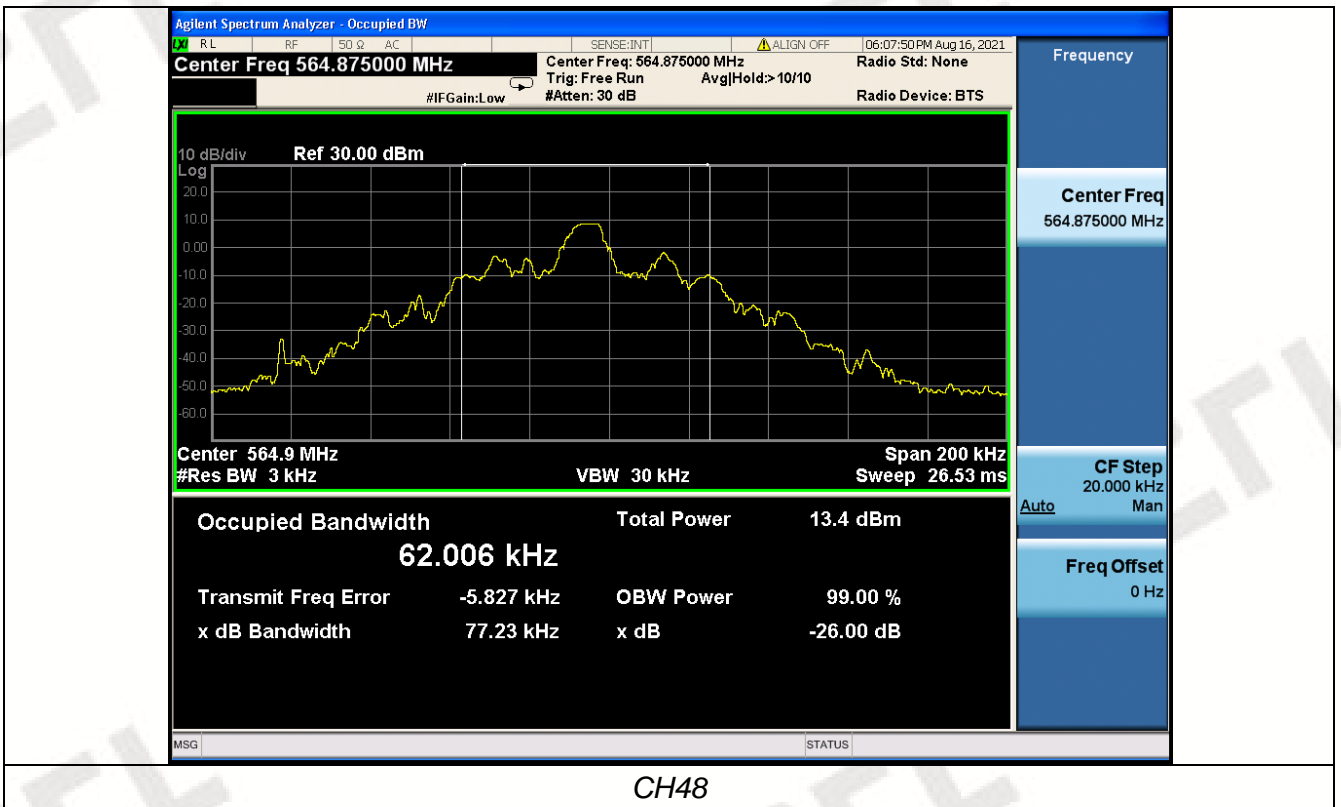 Agilent Spectrum Analyzer - Occupied BW
LXI RL RF 50 Ω AC SENSE:INT ALIGN OFF 06:07:50 PM Aug 16, 2021
Center Freq 564.875000 MHz
Center Freq: 564.875000 MHz Radio Std: None
Trig: Free Run Avg|Hold:>10/10
#IFGain:Low #Atten: 30 dB Radio Device: BTS
Frequency
10 dB/div Ref 30.00 dBm
Log
20.0
10.0
0.00
-10.0
-20.0
-30.0
-40.0
-50.0
-60.0
Center 564.9 MHz Span 200 kHz
#Res BW 3 kHz VBW 30 kHz Sweep 26.53 ms
Occupied Bandwidth Total Power 13.4 dBm
62.006 kHz
Transmit Freq Error -5.827 kHz OBW Power 99.00 %
x dB Bandwidth 77.23 kHz x dB -26.00 dB
Center Freq
564.875000 MHz
CF Step
20.000 kHz
Auto Man
Freq Offset
0 Hz
MSG STATUS
CH48